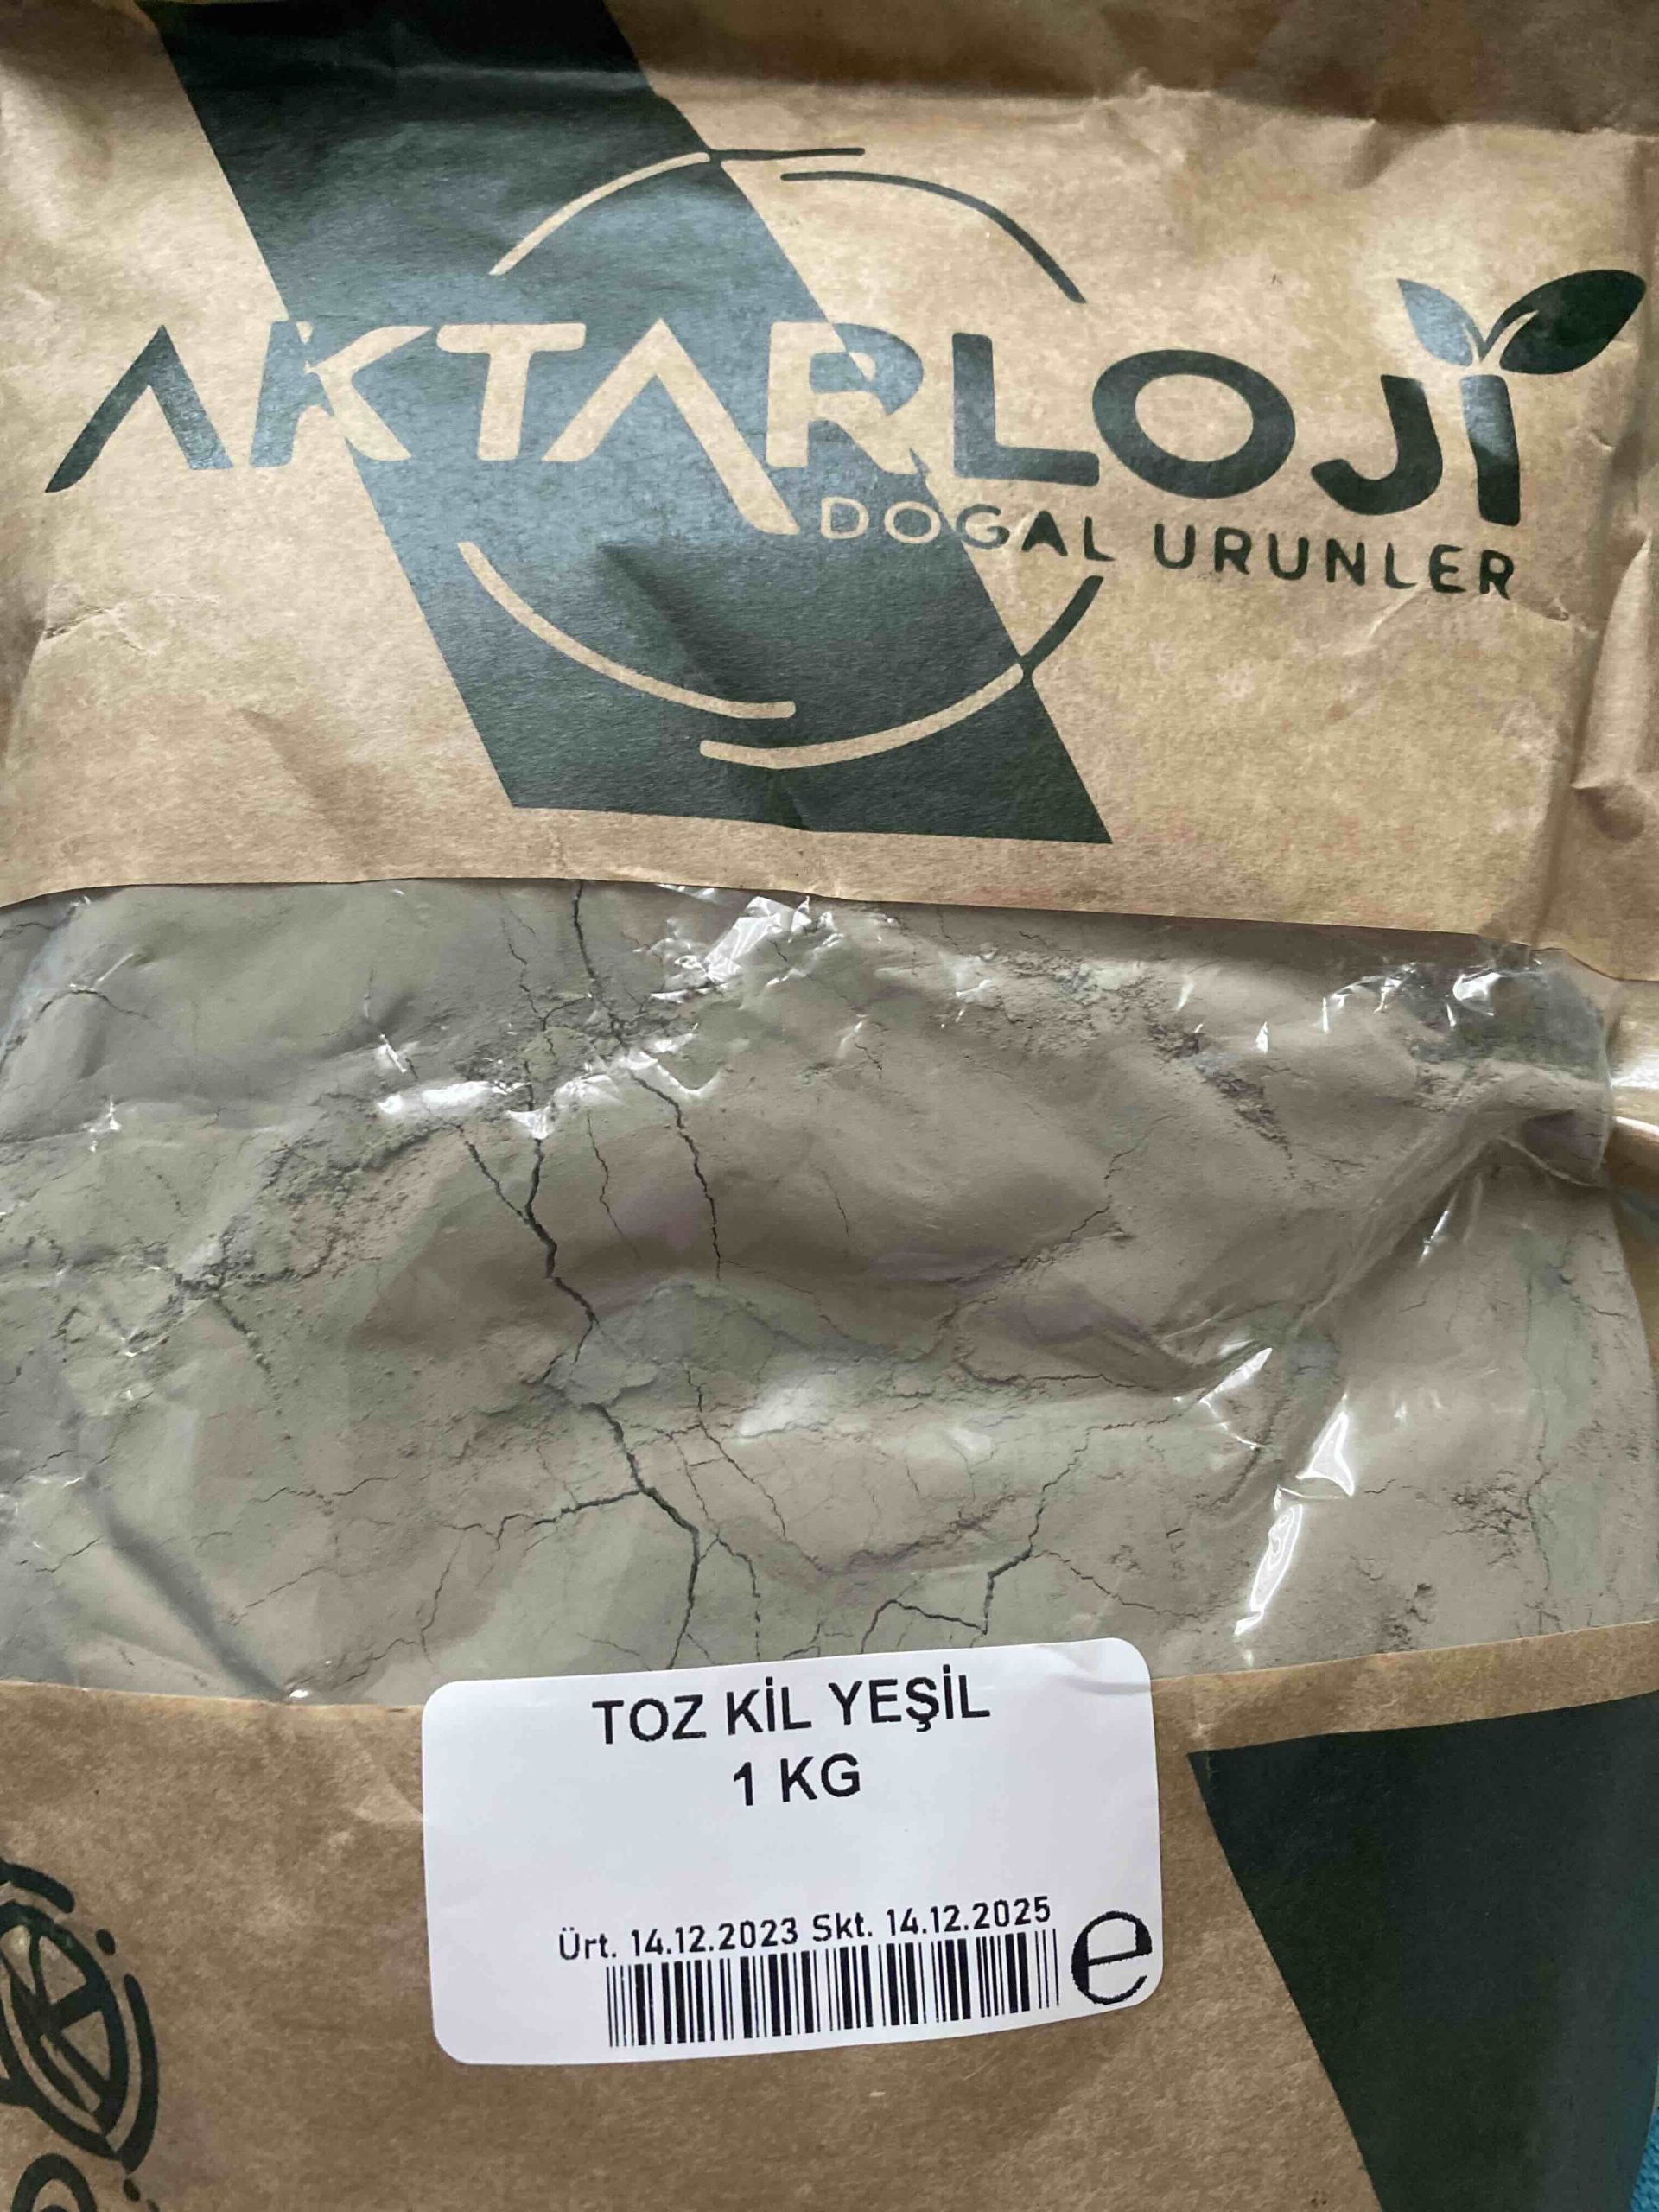 AKTARLOJİ
DOGAL URUNLER
TOZ KİL YEŞİL
1 KG
Ürt. 14.12.2023 Skt. 14.12.2025
e